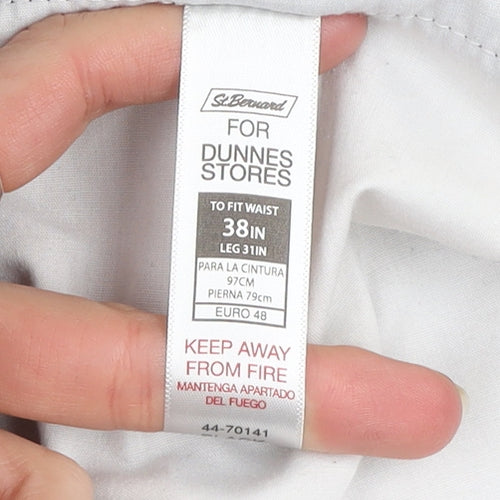 St. Bernard
FOR
DUNNES
STORES
TO FIT WAIST
38IN
LEG 31IN
PARA LA CINTURA
97CM
PIERNA 79cm
EURO 48
KEEP AWAY
FROM FIRE
MANTENGA APARTADO
DEL FUEGO
44-70141